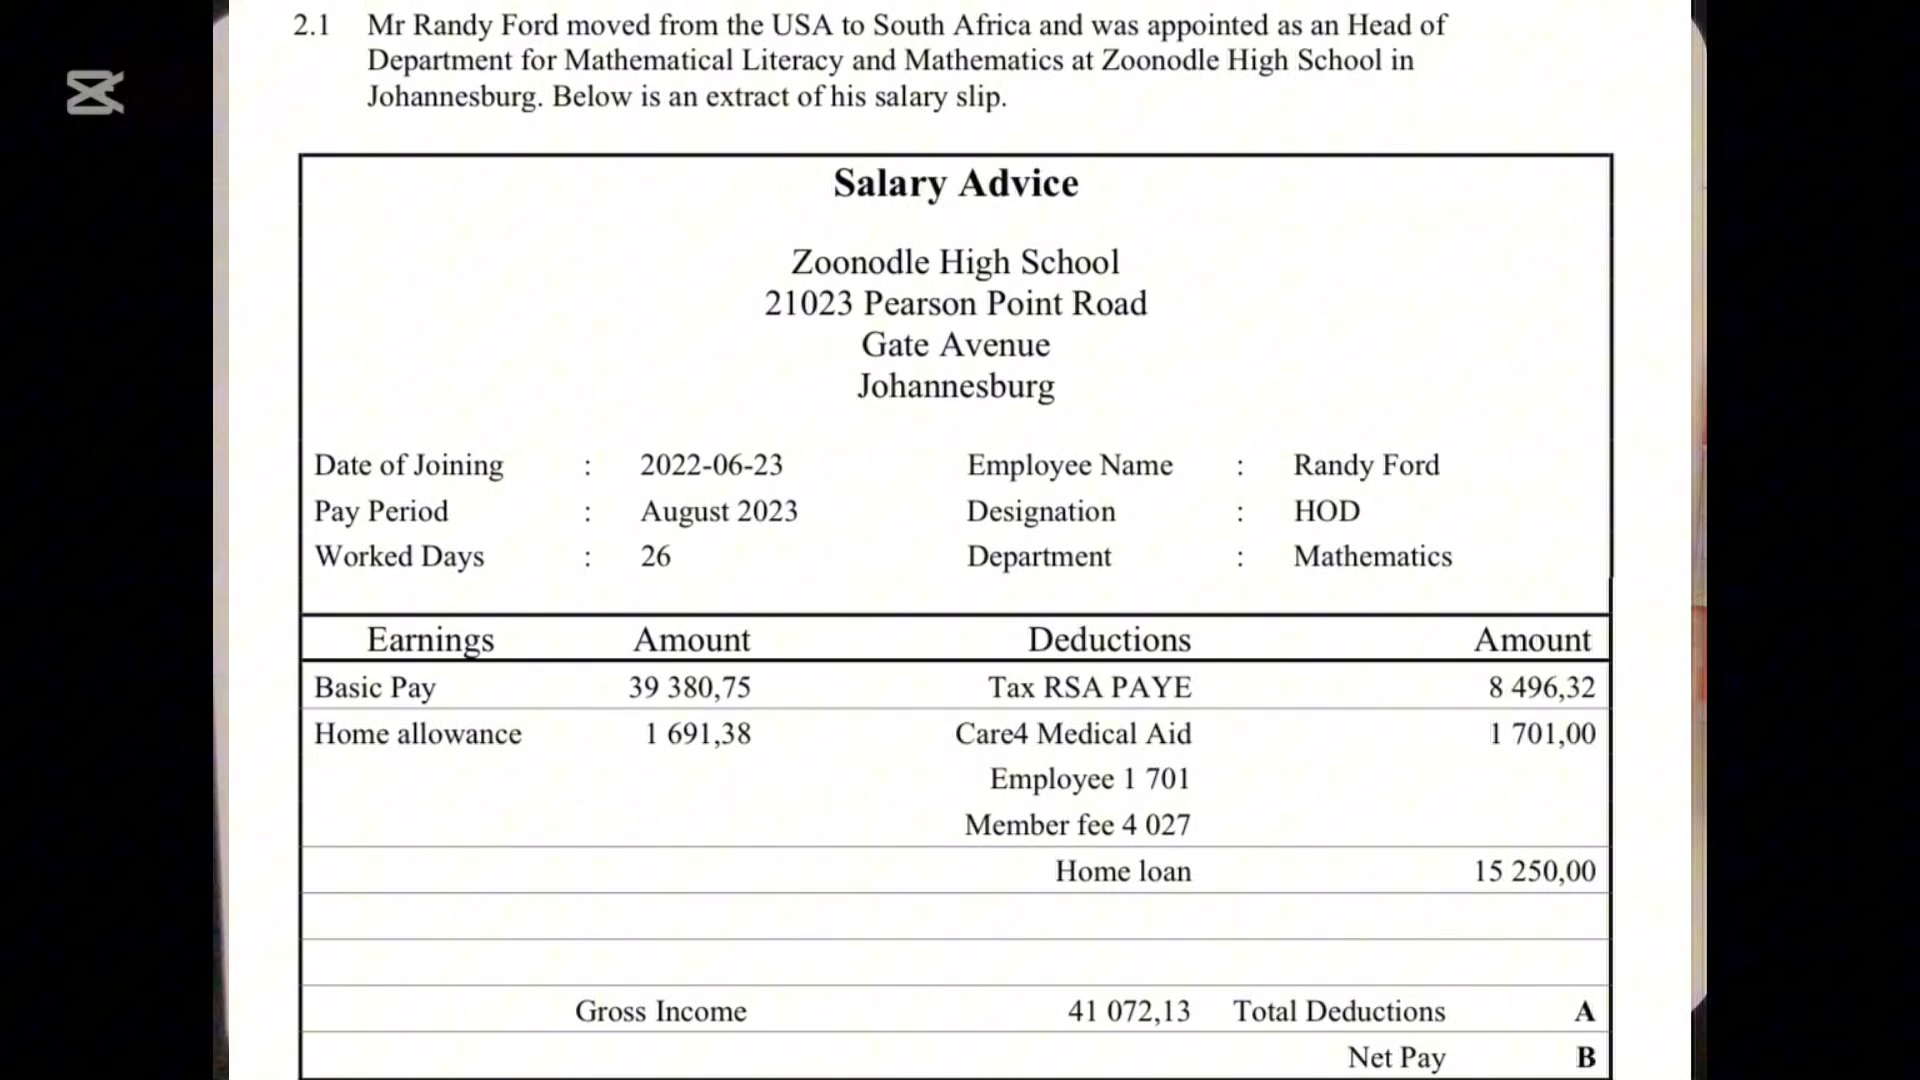 2.1 Mr Randy Ford moved from the USA to South Africa and was appointed as an Head of
Department for Mathematical Literacy and Mathematics at Zoonodle High School in
Johannesburg. Below is an extract of his salary slip.
Salary Advice
Zoonodle High School
21023 Pearson Point Road
Gate Avenue
Johannesburg
Date of Joining : 2022-06-23 Employee Name : Randy Ford
Pay Period : August 2023 Designation : HOD
Worked Days : 26 Department : Mathematics
Earnings Amount Deductions Amount
Basic Pay 39 380,75 Tax RSA PAYE 8 496,32
Home allowance 1 691,38 Care4 Medical Aid 1 701,00
Employee 1 701
Member fee 4 027
Home loan 15 250,00
Gross Income 41 072,13 Total Deductions A
Net Pay B